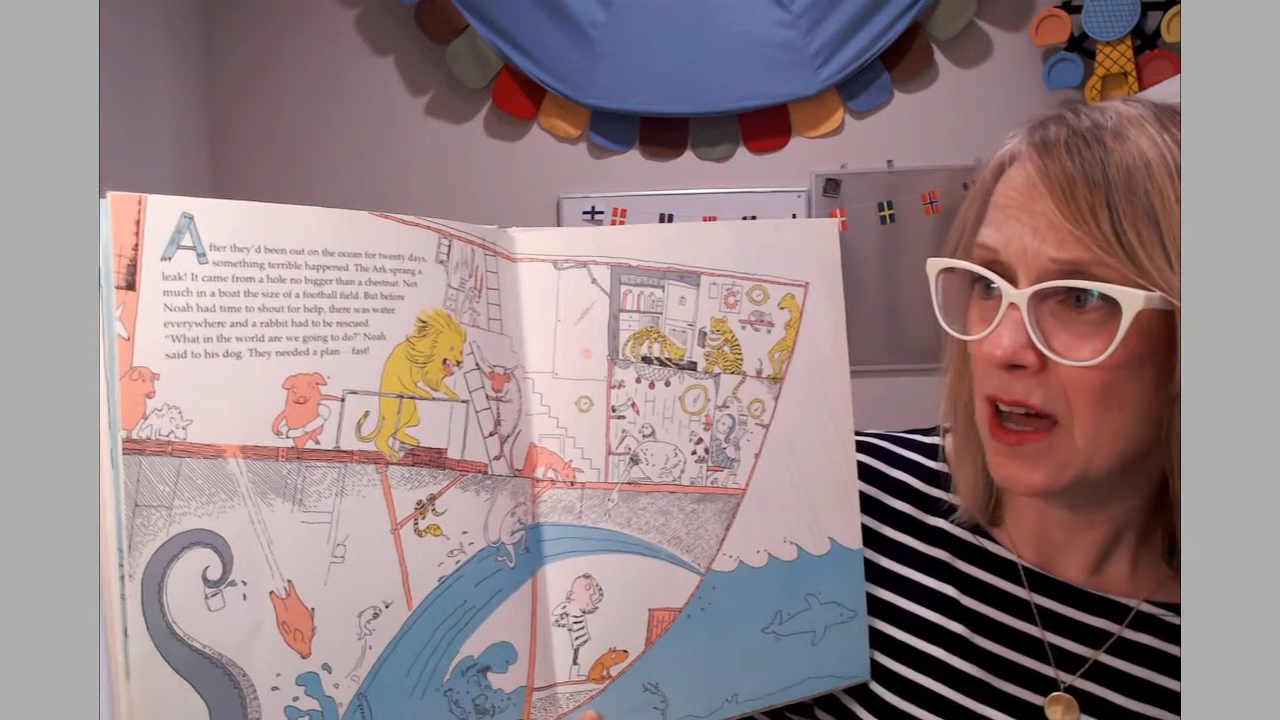 After they'd been out on the ocean for twenty days,
something terrible happened. The Ark sprang a
leak! It came from a hole no bigger than a chestnut. Not
much in a boat the size of a football field. But before
Noah had time to shout for help, there was water
everywhere and a rabbit had to be rescued.
"What in the world are we going to do?" Noah
said to his dog. They needed a plan—fast!